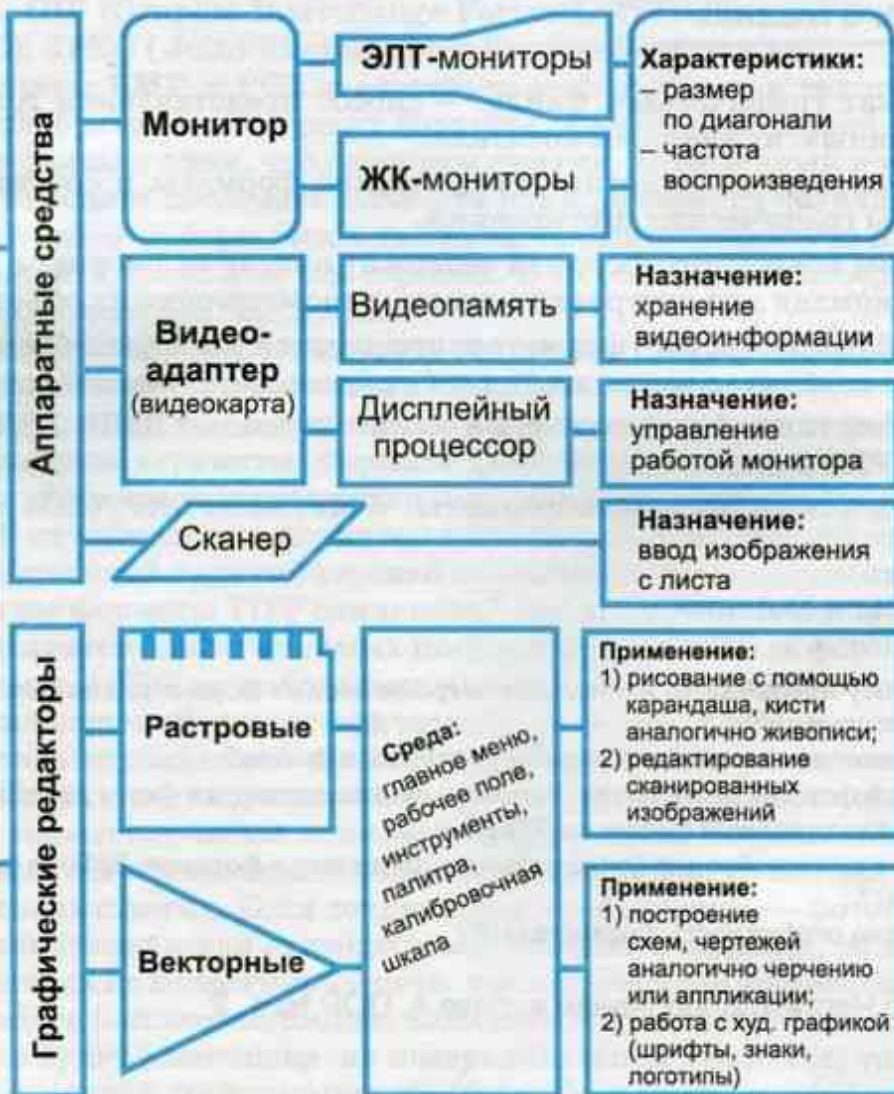 Аппаратные средства
Монитор
ЭЛТ-мониторы
ЖК-мониторы
Характеристики:
– размер
по диагонали
– частота
воспроизведения
Видео-
адаптер
(видеокарта)
Видеопамять
Назначение:
хранение
видеоинформации
Дисплейный
процессор
Назначение:
управление
работой монитора
Сканер
Назначение:
ввод изображения
с листа
Графические редакторы
Растровые
Векторные
Среда:
главное меню,
рабочее поле,
инструменты,
палитра,
калибровочная
шкала
Применение:
1) рисование с помощью
карандаша, кисти
аналогично живописи;
2) редактирование
сканированных
изображений
Применение:
1) построение
схем, чертежей
аналогично черчению
или аппликации;
2) работа с худ. графикой
(шрифты, знаки,
логотипы)